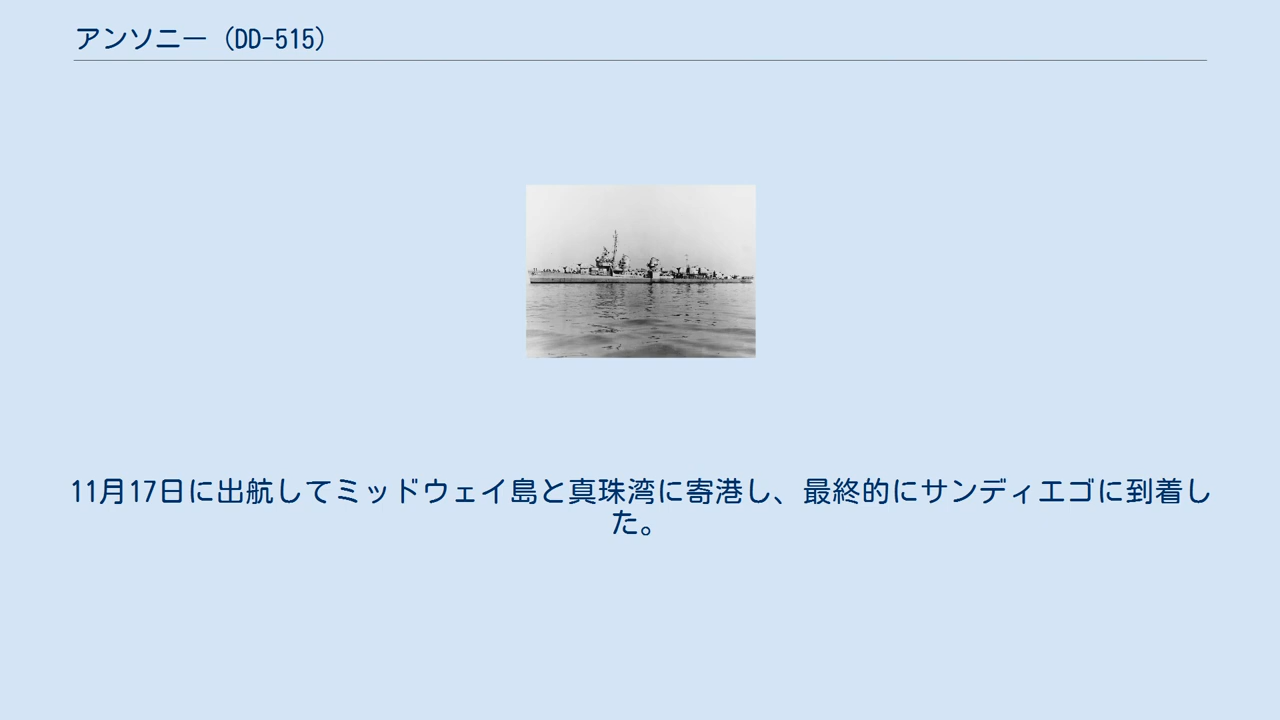 アンソニー（DD-515）
11月17日に出航してミッドウェイ島と真珠湾に寄港し、最終的にサンディエゴに到着し
た。